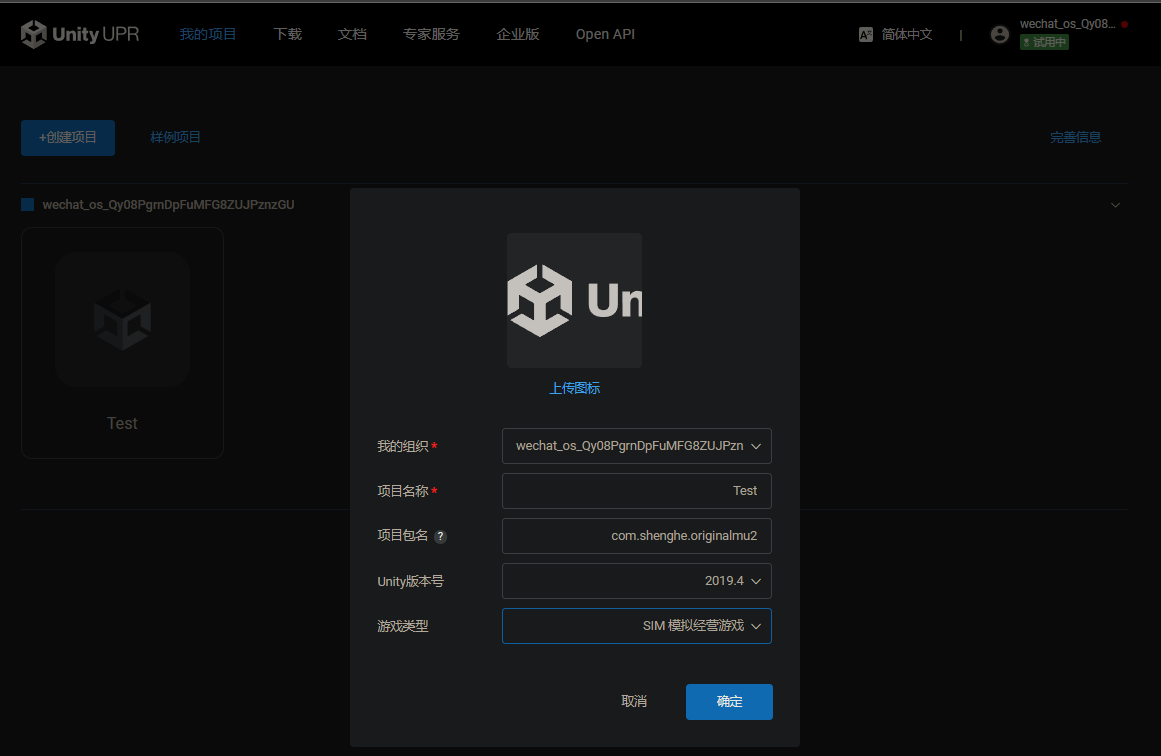 Unity UPR
我的项目
下载
文档
专家服务
企业版
Open API
简体中文
|
wechat_os_Qy08...
试用中
+创建项目
样例项目
完善信息
wechat_os_Qy08PgrnDpFuMFG8ZUJPznzGU
Test
Un
上传图标
我的组织*
wechat_os_Qy08PgrnDpFuMFG8ZUJPzn
项目名称*
Test
项目包名 ?
com.shenghe.originalmu2
Unity版本号
2019.4
游戏类型
SIM 模拟经营游戏
取消
确定